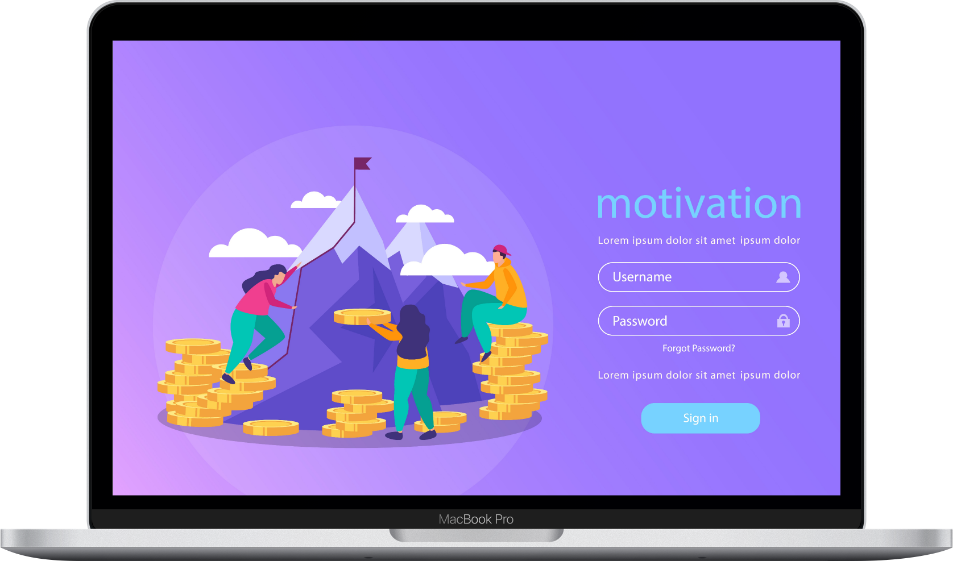 motivation
Lorem ipsum dolor sit amet ipsum dolor
Username
Password
Forgot Password?
Lorem ipsum dolor sit amet ipsum dolor
Sign in
MacBook Pro